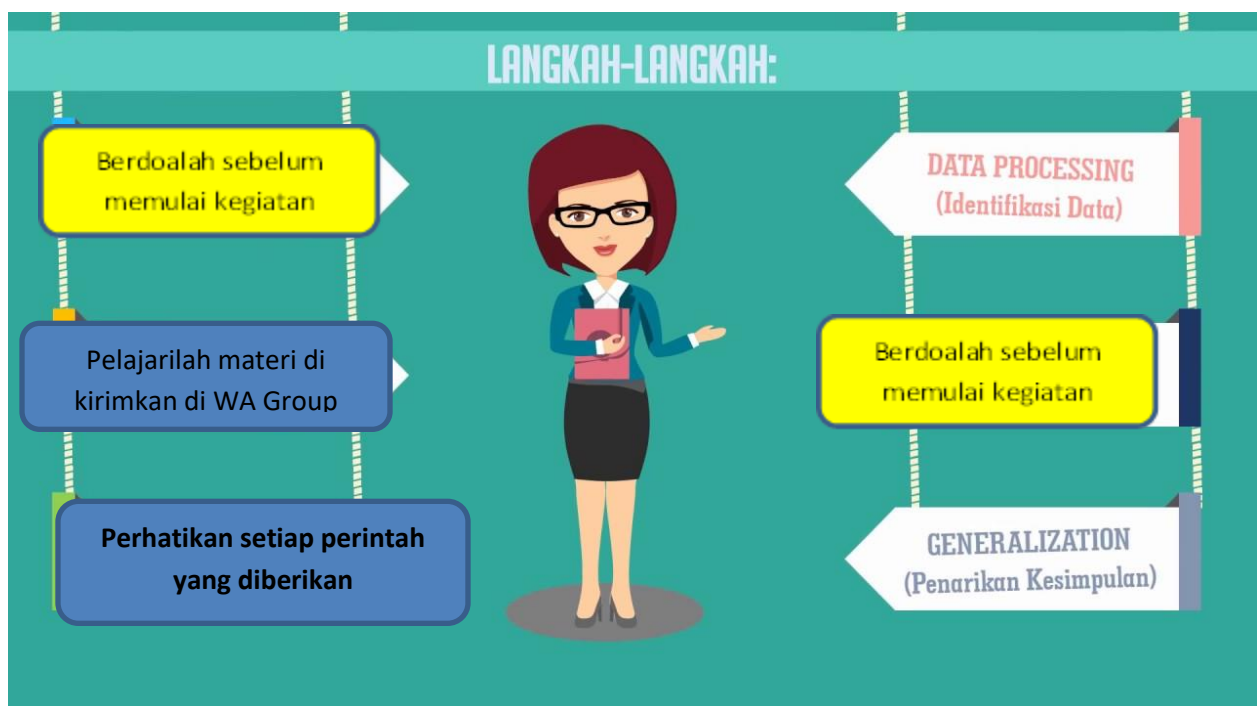 LANGKAH-LANGKAH:
Berdoalah sebelum
memulai kegiatan
Pelajarilah materi di
kirimkan di WA Group
Perhatikan setiap perintah
yang diberikan
DATA PROCESSING
(Identifikasi Data)
Berdoalah sebelum
memulai kegiatan
GENERALIZATION
(Penarikan Kesimpulan)